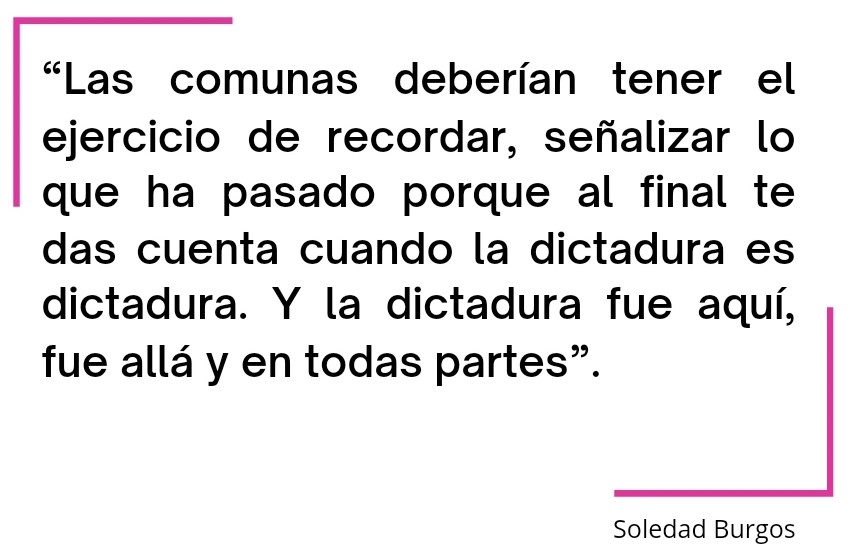 “Las comunas deberían tener el
ejercicio de recordar, señalizar lo
que ha pasado porque al final te
das cuenta cuando la dictadura es
dictadura. Y la dictadura fue aquí,
fue allá y en todas partes”.
Soledad Burgos